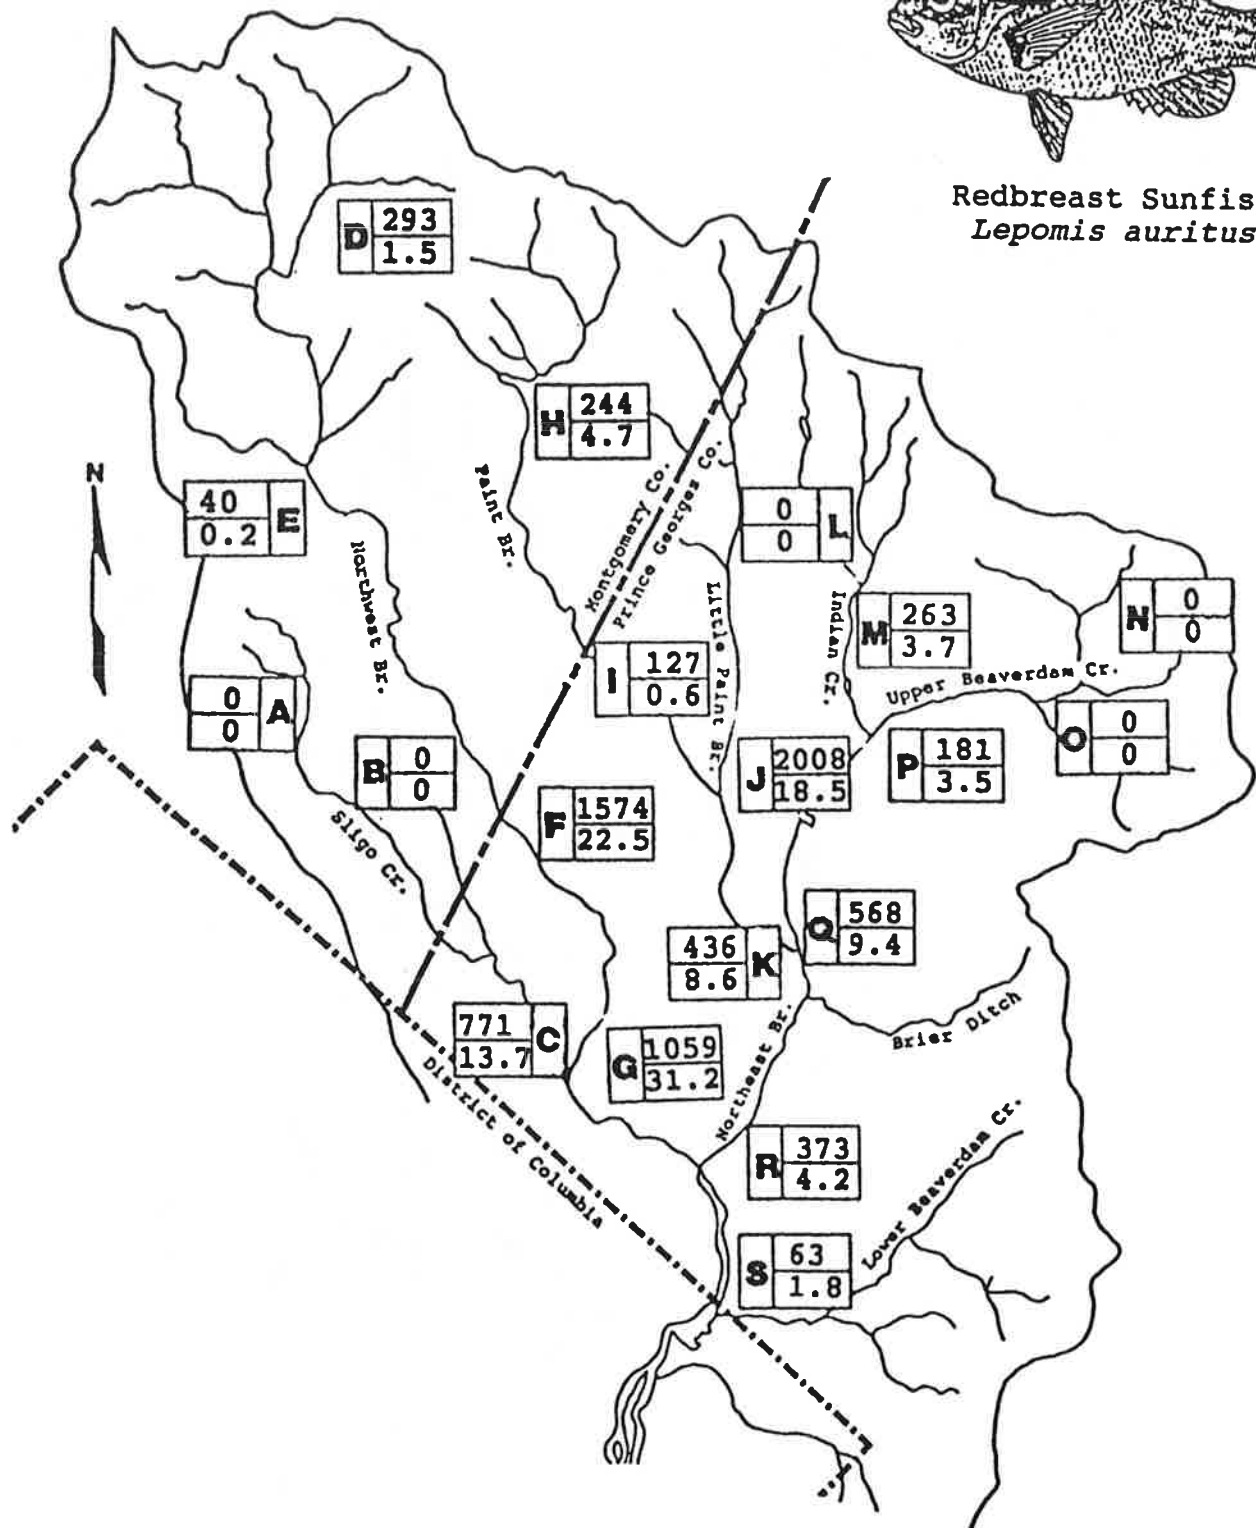 Redbreast Sunfis
Lepomis auritus
D 293
1.5
H 244
4.7
N
40 E
0.2
Paint Br.
Montgomery Co.
Prince Georges Co.
0 L
0
Northwest Br.
Little Paint Br.
Indian Cr.
M 263
3.7
N 0
0
I 127
0.6
Upper Beaverdam Cr.
0 A
0
B 0
0
J 2008
18.5
P 181
3.5
O 0
0
F 1574
22.5
Sligo Cr.
436 K
8.6
Q 568
9.4
771 C
13.7
G 1059
31.2
Northeast Br.
Brier Ditch
District of Columbia
R 373
4.2
Lower Beaverdam Cr.
S 63
1.8